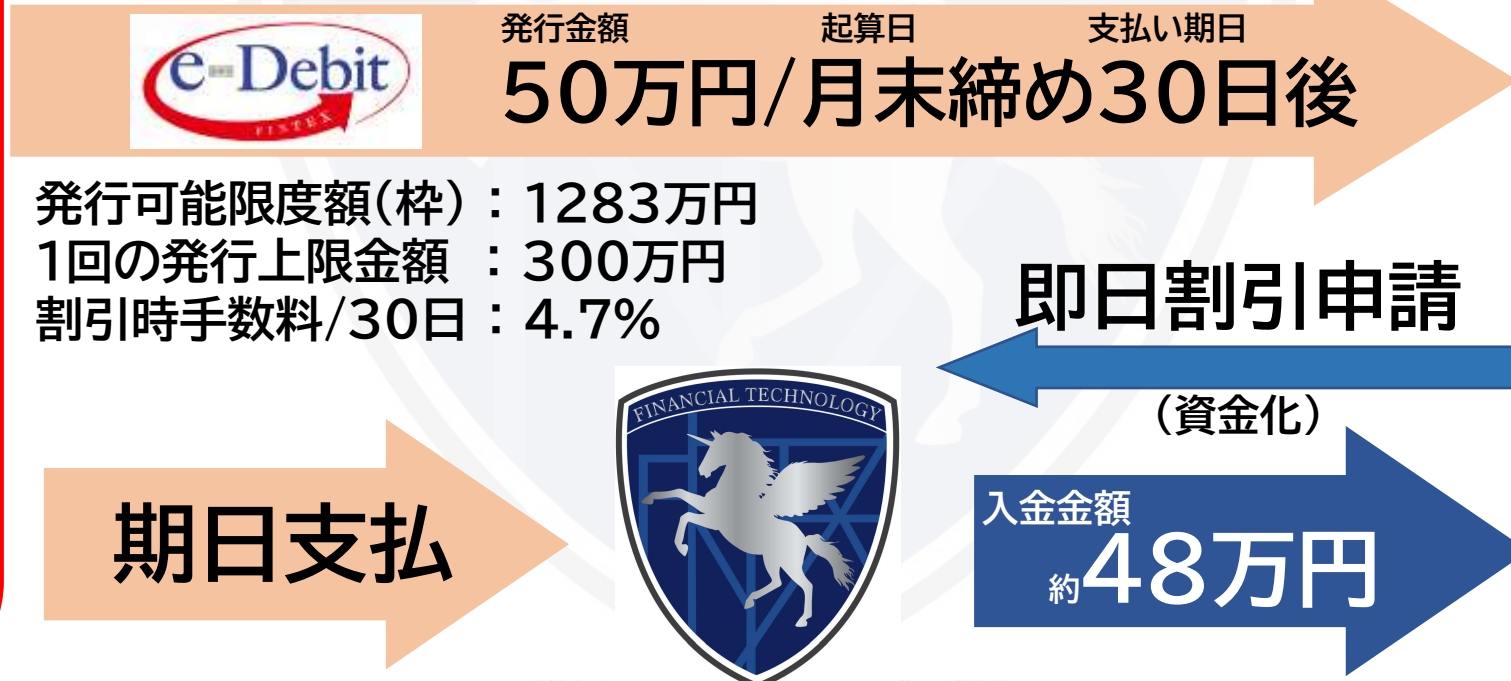 発行金額 起算日 支払い期日
e-Debit
FINTEX
50万円/月末締め30日後
発行可能限度額(枠):1283万円
1回の発行上限金額 :300万円
割引時手数料/30日:4.7%
即日割引申請
(資金化)
FINANCIAL TECHNOLOGY
期日支払
入金金額
約48万円